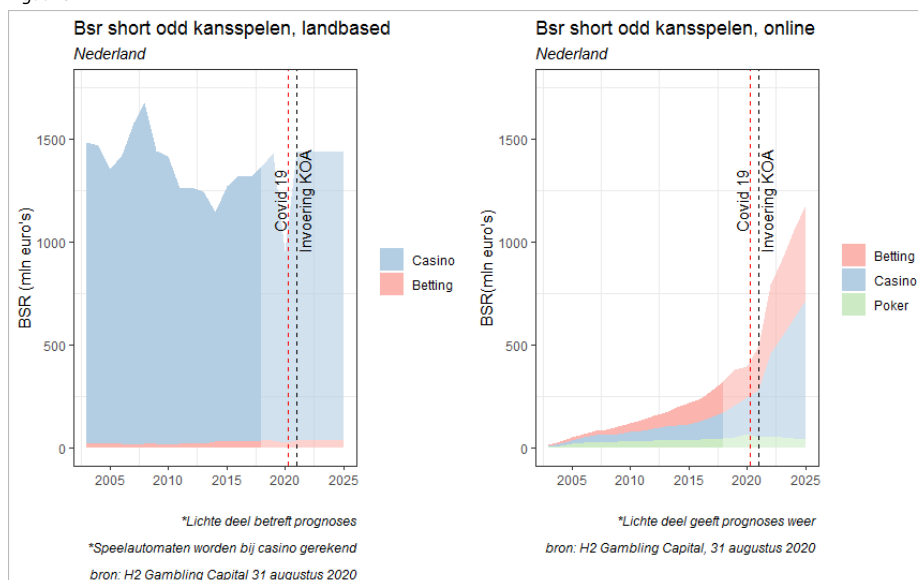 Bsr short odd kansspelen, landbased
Nederland
BSR (mln euro's)
1500
1000
500
0
2005
2010
2015
2020
2025
Covid 19
Invoering KOA
Casino
Betting
*Lichte deel betreft prognoses
*Speelautomaten worden bij casino gerekend
bron: H2 Gambling Capital 31 augustus 2020
Bsr short odd kansspelen, online
Nederland
BSR(mln euro's)
1500
1000
500
0
2005
2010
2015
2020
2025
Covid 19
Invoering KOA
Betting
Casino
Poker
*Lichte deel geeft prognoses weer
bron: H2 Gambling Capital, 31 augustus 2020